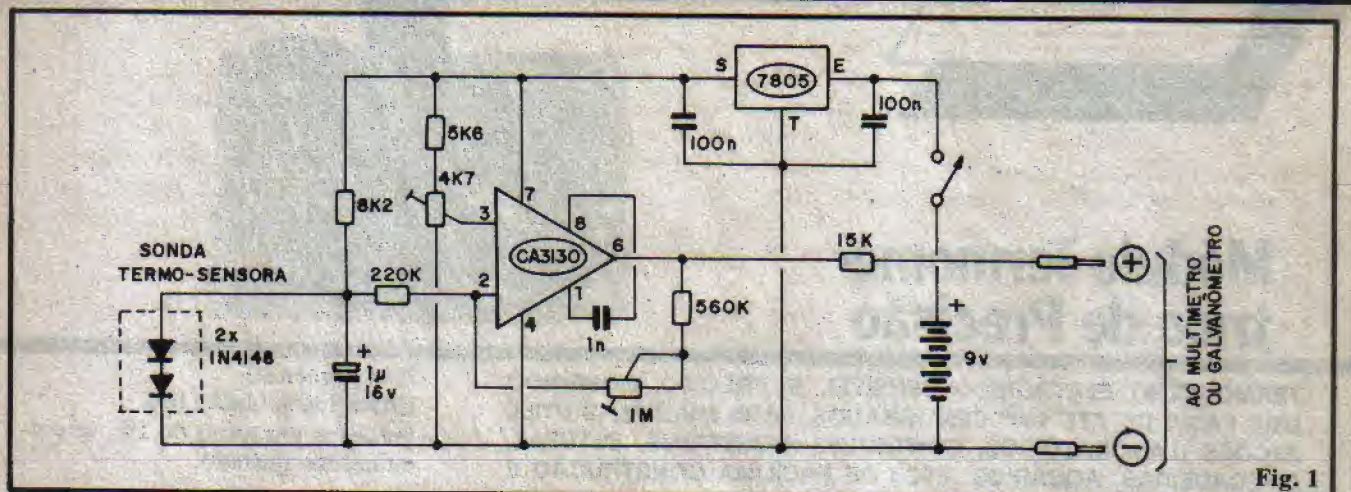 S
7805
E
T
100n
100n
5K6
4K7
8K2
3
7
8
CA3130
6
2
1
4
1n
SONDA
TERMO-SENSORA
220K
2x
1N4148
+
1µ
16v
560K
1M
15K
+
9v
+
−
AO MULTÍMETRO
OU GALVANÔMETRO
Fig. 1